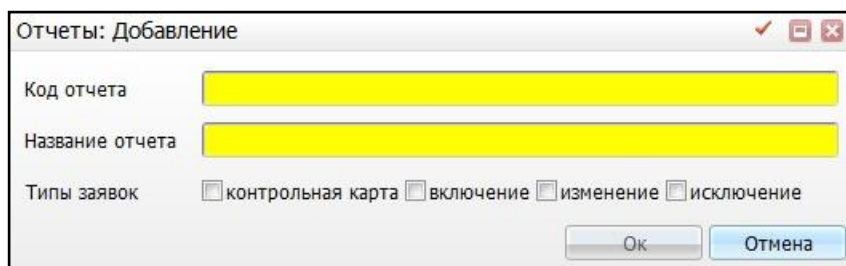 Отчеты: Добавление
Код отчета
Название отчета
Типы заявок контрольная карта включение изменение исключение
Ок Отмена